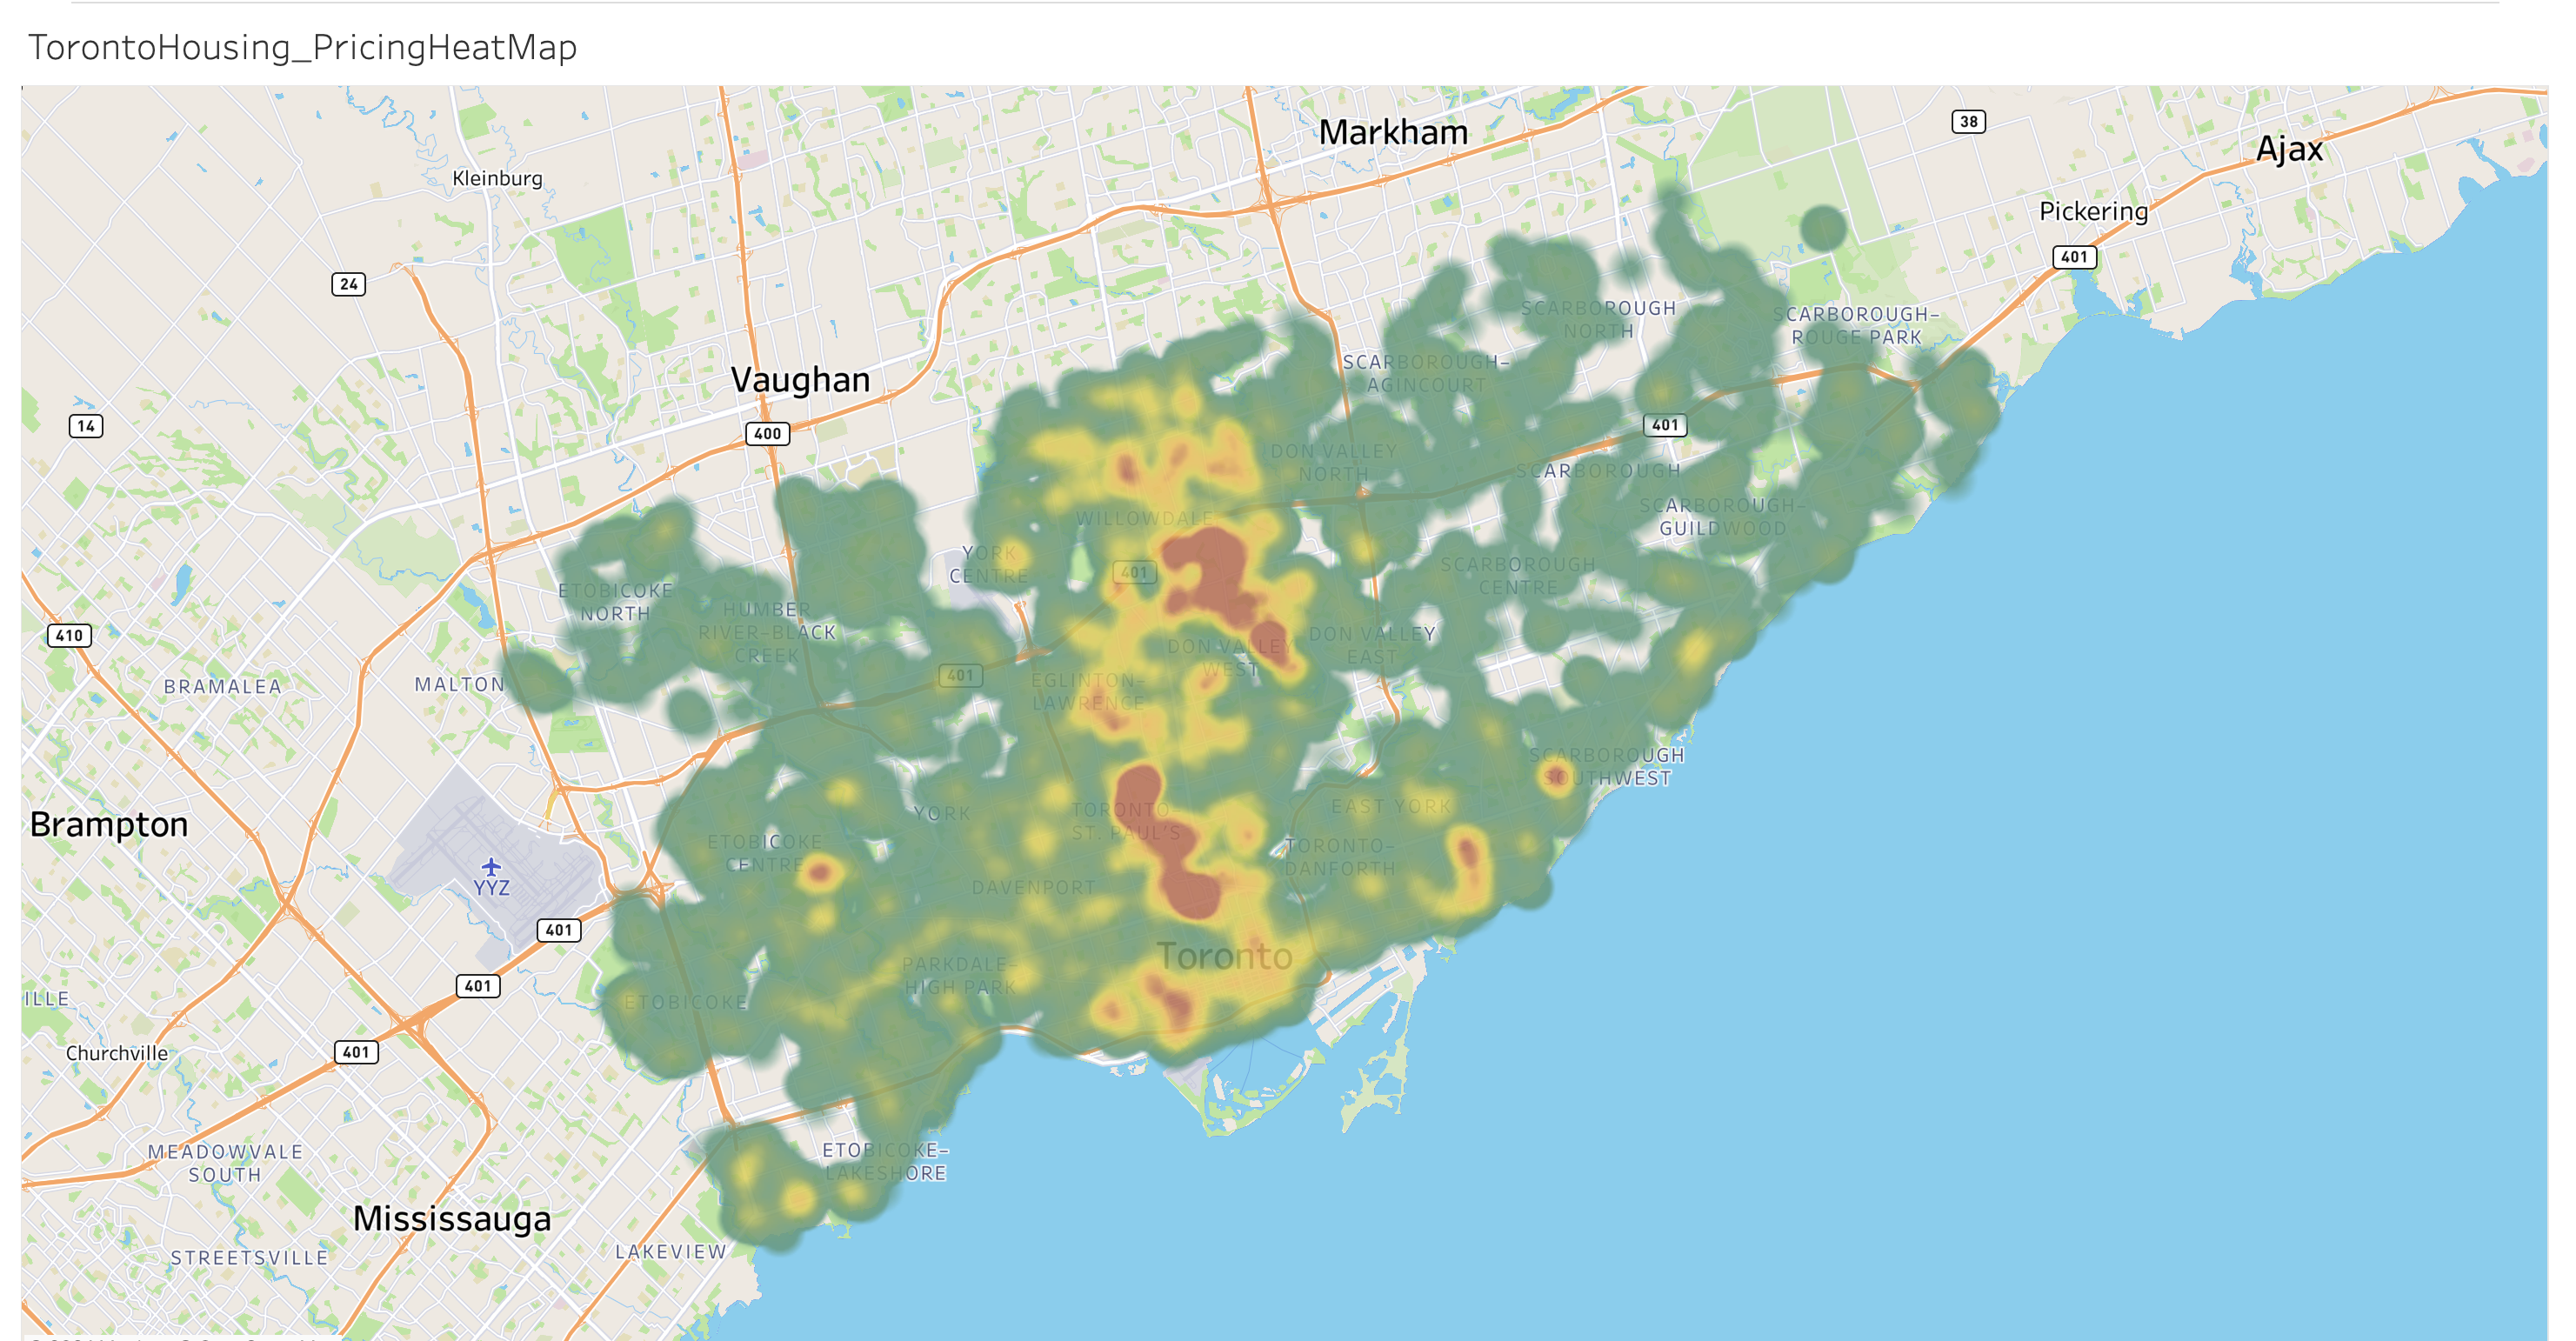 TorontoHousing_PricingHeatMap
Markham
38
Ajax
Kleinburg
Pickering
401
24
SCARBOROUGH
NORTH
SCARBOROUGH–
ROUGE PARK
SCARBOROUGH–
AGINCOURT
Vaughan
14
400
401
DON VALLEY
NORTH
SCARBOROUGH
SCARBOROUGH–
GUILDWOOD
WILLOWDALE
YORK
CENTRE
401
SCARBOROUGH
CENTRE
ETOBICOKE
NORTH
HUMBER
RIVER–BLACK
CREEK
410
DON VALLEY
WEST
DON VALLEY
EAST
BRAMALEA
MALTON
401
EGLINTON–
LAWRENCE
SCARBOROUGH
SOUTHWEST
Brampton
YORK
TORONTO–
ST. PAUL'S
EAST YORK
ETOBICOKE
CENTRE
TORONTO–
DANFORTH
YYZ
DAVENPORT
401
Toronto
PARKDALE–
HIGH PARK
401
ILLE
ETOBICOKE
Churchville
401
MEADOWVALE
SOUTH
ETOBICOKE–
LAKESHORE
Mississauga
STREETSVILLE
LAKEVIEW